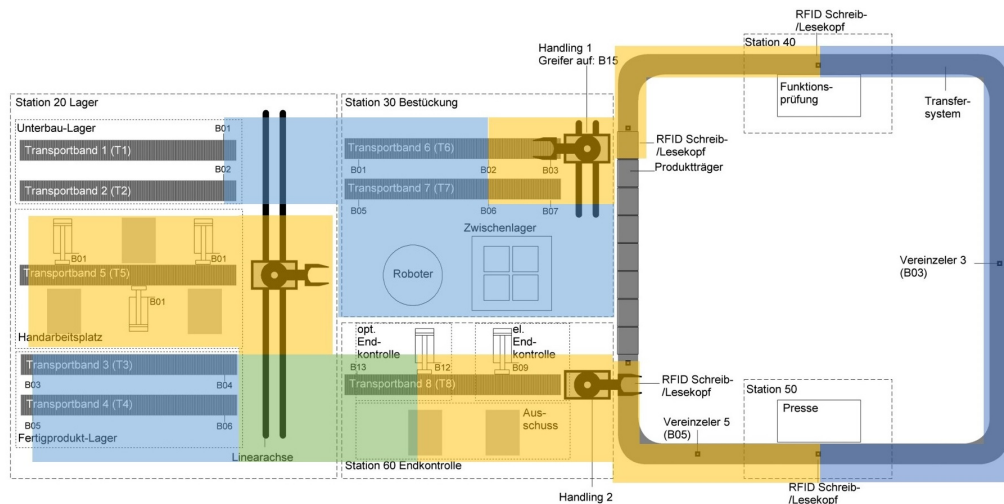 RFID Schreib-
/Lesekopf
Station 40
Handling 1
Greifer auf: B15
Funktions-
prüfung
Transfer-
system
Station 20 Lager
Station 30 Bestückung
Unterbau-Lager
B01
Transportband 1 (T1)
B02
Transportband 2 (T2)
Transportband 6 (T6)
B01
B02
B03
Transportband 7 (T7)
B05
B06
B07
RFID Schreib-
/Lesekopf
Produktträger
Zwischenlager
Roboter
B01
B01
Transportband 5 (T5)
B01
Handarbeitsplatz
Vereinzeler 3
(B03)
opt.
End-
kontrolle
el.
End-
kontrolle
B13
B12
B09
Transportband 3 (T3)
B03
B04
Transportband 4 (T4)
B05
B06
Fertigprodukt-Lager
Transportband 8 (T8)
RFID Schreib-
/Lesekopf
Station 50
Presse
Aus-
schuss
Vereinzeler 5
(B05)
Linearachse
Station 60 Endkontrolle
Handling 2
RFID Schreib-
/Lesekopf